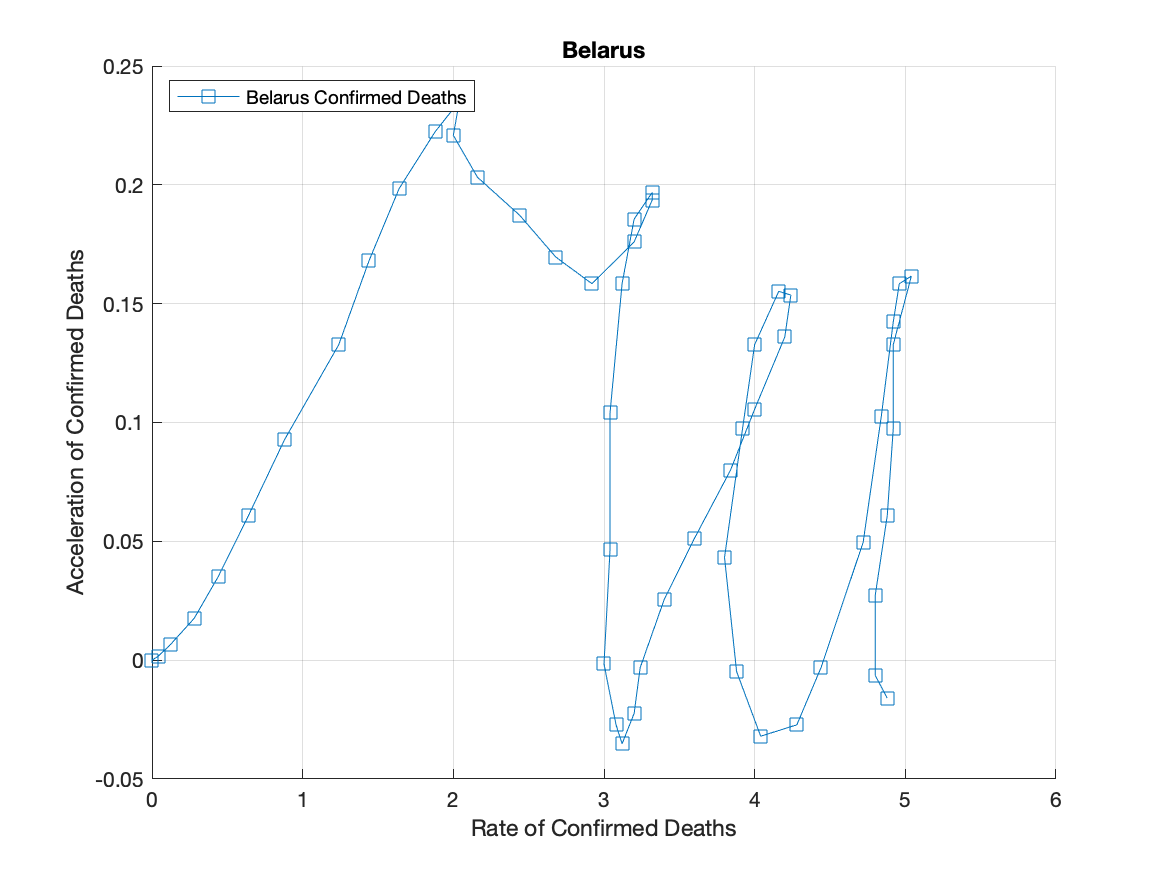 Belarus
0.25
Belarus Confirmed Deaths
0.2
0.15
0.1
0.05
0
-0.05
Acceleration of Confirmed Deaths
0 1 2 3 4 5 6
Rate of Confirmed Deaths